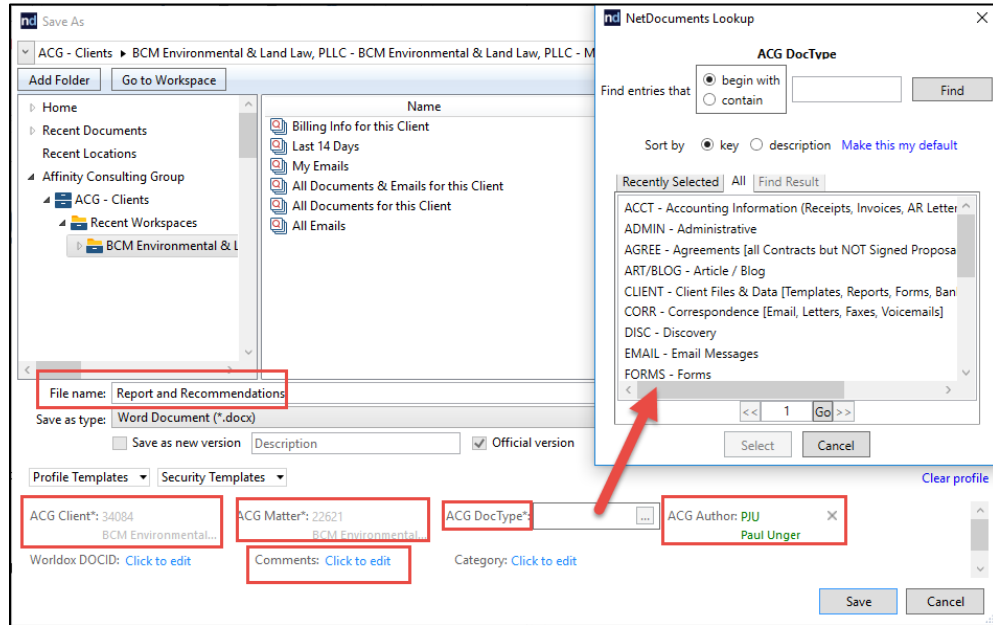 nd Save As
ACG - Clients ▸ BCM Environmental & Land Law, PLLC - BCM Environmental & Land Law, PLLC - M
Add Folder Go to Workspace
Home
Recent Documents
Recent Locations
Affinity Consulting Group
ACG - Clients
Recent Workspaces
BCM Environmental & L
Name
Billing Info for this Client
Last 14 Days
My Emails
All Documents & Emails for this Client
All Documents for this Client
All Emails
File name: Report and Recommendations
Save as type: Word Document (*.docx)
Save as new version Description Official version
Profile Templates Security Templates Clear profile
ACG Client*: 34084 ACG Matter*: 22621 ACG DocType*: ... ACG Author: PJU ×
BCM Environmental... BCM Environmental... Paul Unger
Worldox DOCID: Click to edit Comments: Click to edit Category: Click to edit
Save Cancel
nd NetDocuments Lookup ×
ACG DocType
Find entries that begin with Find
contain
Sort by key description Make this my default
Recently Selected All Find Result
ACCT - Accounting Information (Receipts, Invoices, AR Letter
ADMIN - Administrative
AGREE - Agreements [all Contracts but NOT Signed Proposa
ART/BLOG - Article / Blog
CLIENT - Client Files & Data [Templates, Reports, Forms, Ban
CORR - Correspondence [Email, Letters, Faxes, Voicemails]
DISC - Discovery
EMAIL - Email Messages
FORMS - Forms
<< 1 Go >>
Select Cancel